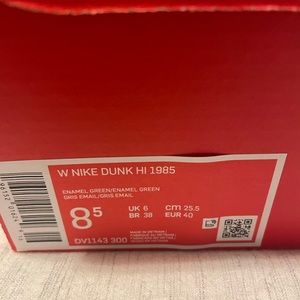 W NIKE DUNK HI 1985
ENAMEL GREEN/ENAMEL GREEN
GRIS EMAIL/GRIS EMAIL
8.5
UK 6
cm 25.5
BR 38
EUR 40
DV1143 300
MADE IN VIETNAM